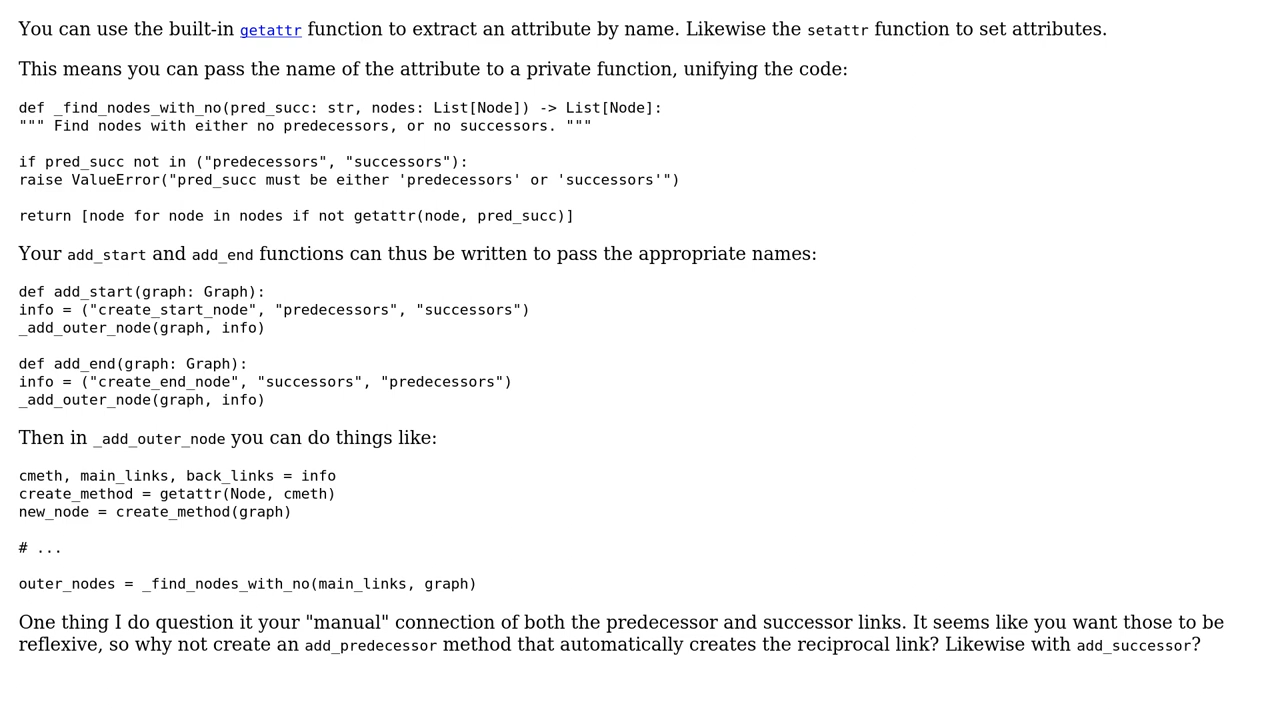 You can use the built-in getattr function to extract an attribute by name. Likewise the setattr function to set attributes.
This means you can pass the name of the attribute to a private function, unifying the code:
def _find_nodes_with_no(pred_succ: str, nodes: List[Node]) -> List[Node]:
""" Find nodes with either no predecessors, or no successors. """
if pred_succ not in ("predecessors", "successors"):
raise ValueError("pred_succ must be either 'predecessors' or 'successors'")
return [node for node in nodes if not getattr(node, pred_succ)]
Your add_start and add_end functions can thus be written to pass the appropriate names:
def add_start(graph: Graph):
info = ("create_start_node", "predecessors", "successors")
_add_outer_node(graph, info)
def add_end(graph: Graph):
info = ("create_end_node", "successors", "predecessors")
_add_outer_node(graph, info)
Then in _add_outer_node you can do things like:
cmeth, main_links, back_links = info
create_method = getattr(Node, cmeth)
new_node = create_method(graph)
# ...
outer_nodes = _find_nodes_with_no(main_links, graph)
One thing I do question it your "manual" connection of both the predecessor and successor links. It seems like you want those to be
reflexive, so why not create an add_predecessor method that automatically creates the reciprocal link? Likewise with add_successor?